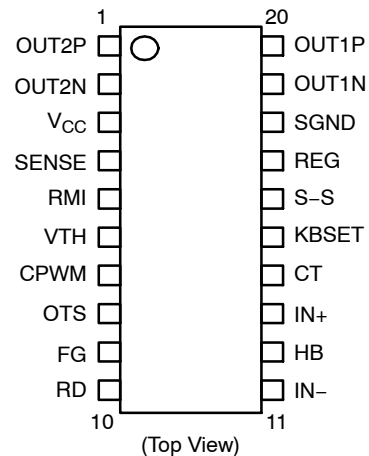 1 20
OUT2P OUT1P
OUT2N OUT1N
VCC SGND
SENSE REG
RMI S−S
VTH KBSET
CPWM CT
OTS IN+
FG HB
RD IN−
10 11
(Top View)